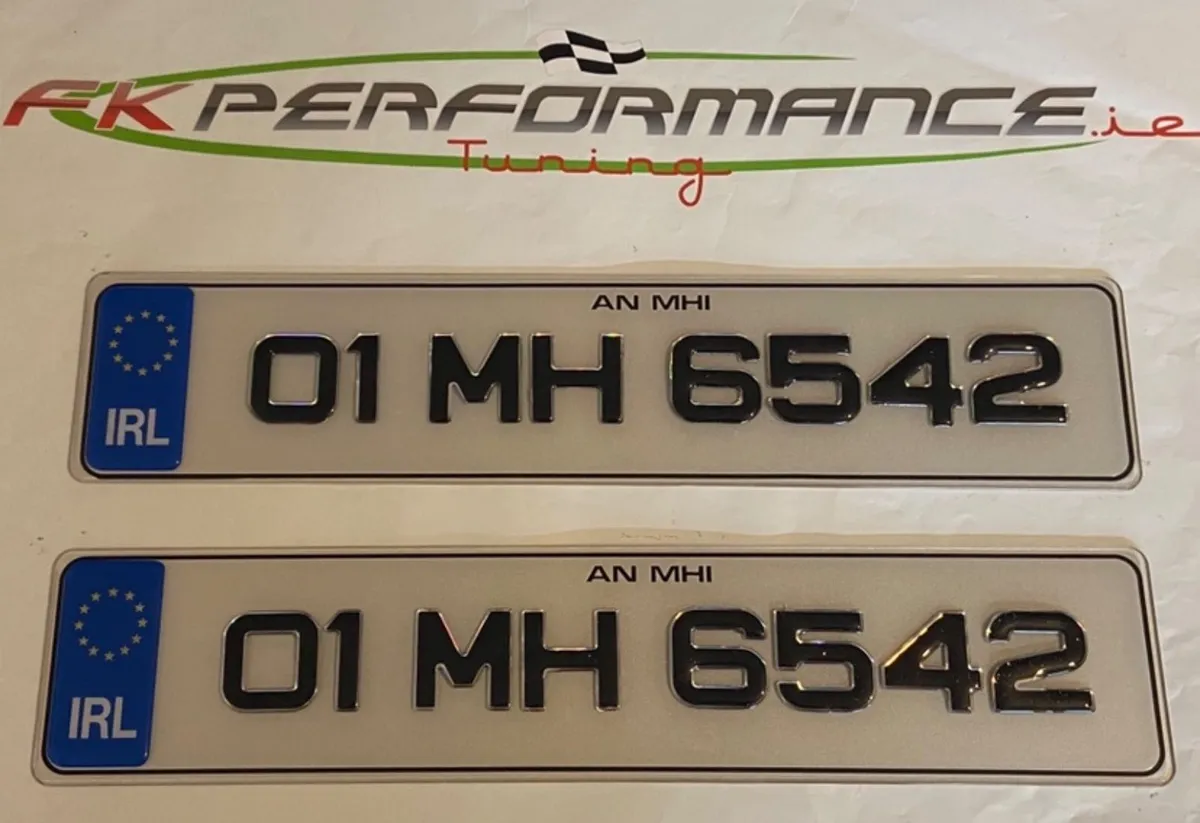 FK PERFORMANCE.ie
Tuning
AN MHI
IRL
01 MH 6542
AN MHI
IRL
01 MH 6542